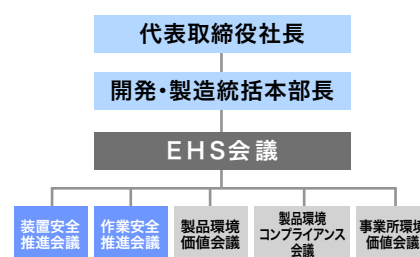 代表取締役社長
開発・製造統括本部長
EHS会議
装置安全
推進会議
作業安全
推進会議
製品環境
価値会議
製品環境
コンプライアンス
会議
事業所環境
価値会議